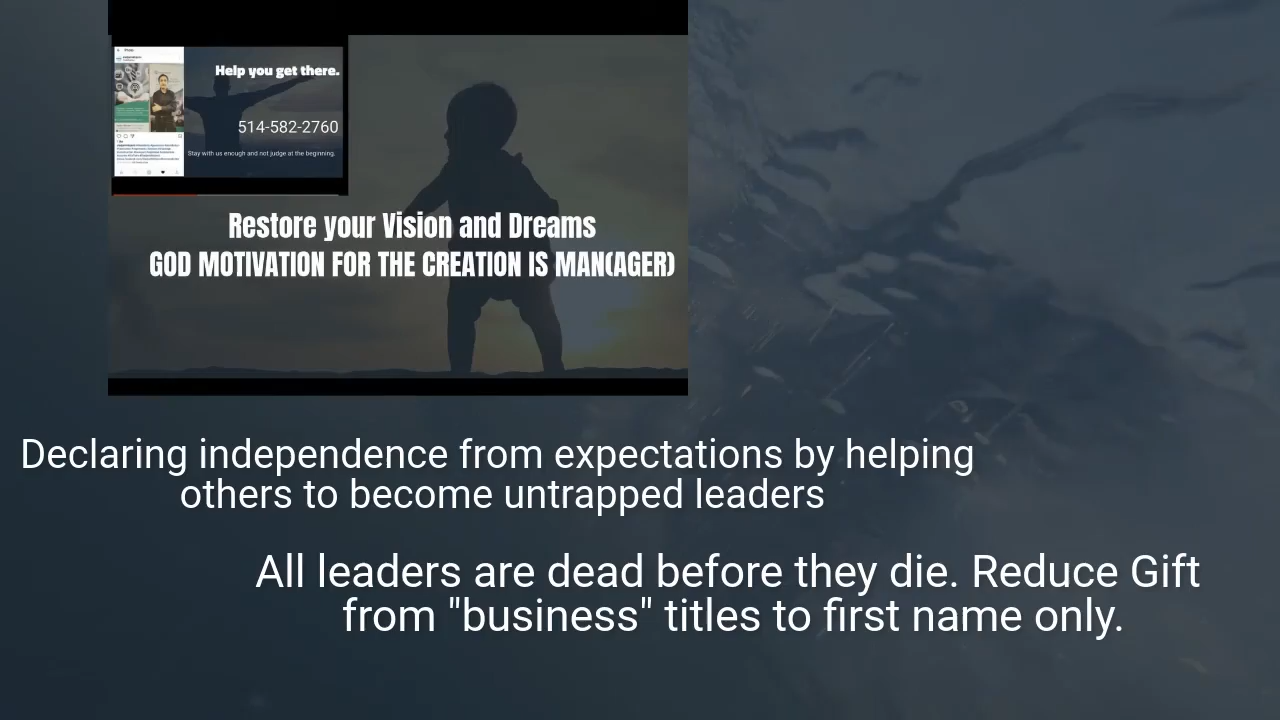 Help you get there.
514-582-2760
Stay with us enough and not judge at the beginning.
Restore your Vision and Dreams
GOD MOTIVATION FOR THE CREATION IS MAN(AGER)
Declaring independence from expectations by helping
others to become untrapped leaders
All leaders are dead before they die. Reduce Gift
from "business" titles to first name only.